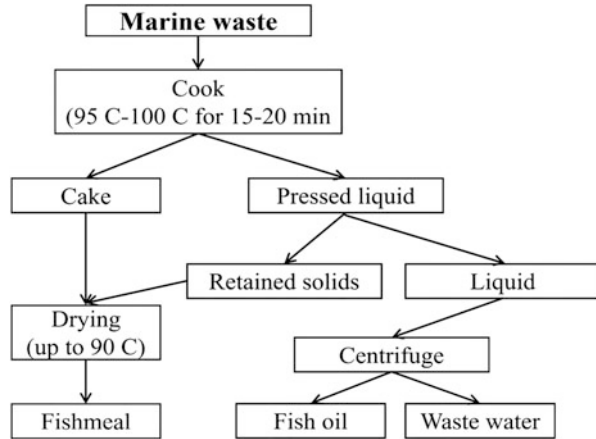 Marine waste
Cook
(95 C-100 C for 15-20 min
Cake
Pressed liquid
Retained solids
Liquid
Drying
(up to 90 C)
Centrifuge
Fishmeal
Fish oil
Waste water